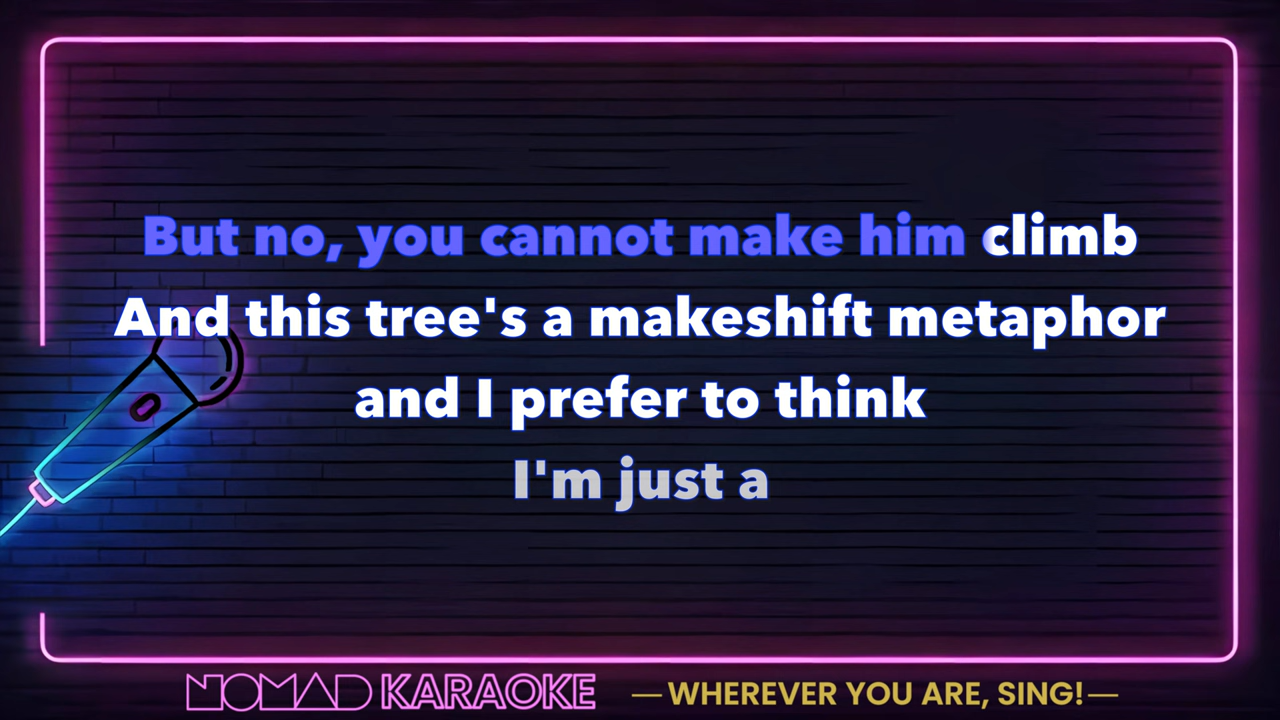 But no, you cannot make him climb
And this tree's a makeshift metaphor
and I prefer to think
I'm just a
NOMAD KARAOKE — WHEREVER YOU ARE, SING! —